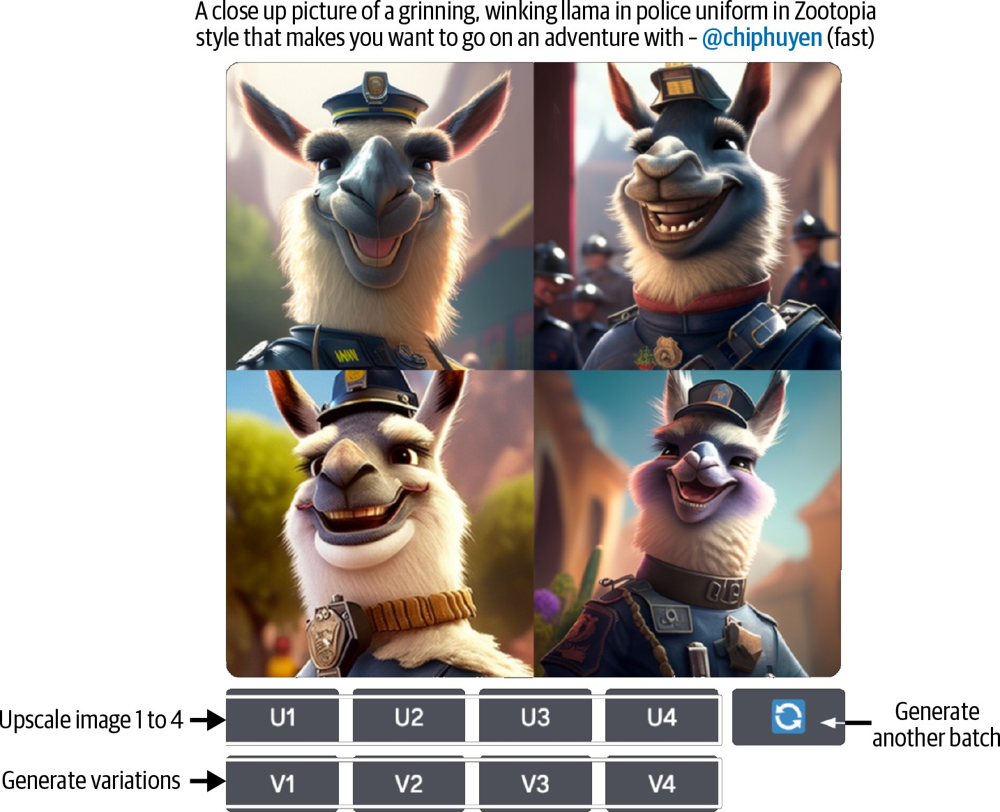 A close up picture of a grinning, winking llama in police uniform in Zootopia
style that makes you want to go on an adventure with – @chiphuyen (fast)
Upscale image 1 to 4
U1
U2
U3
U4
Generate
another batch
Generate variations
V1
V2
V3
V4